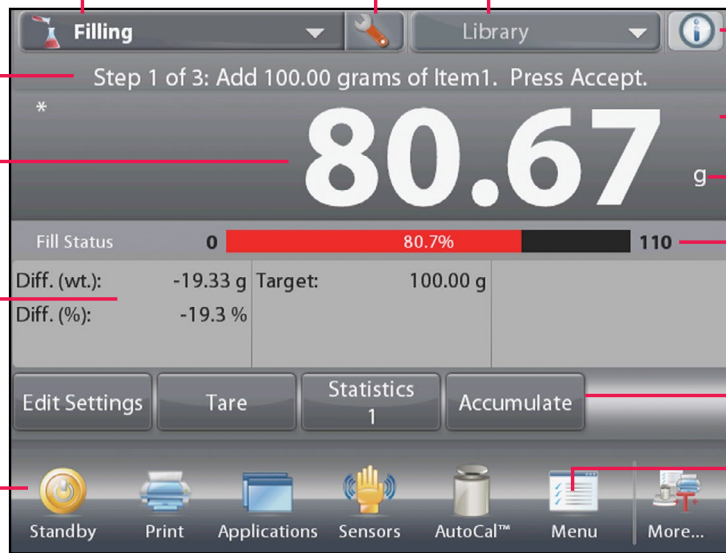 Filling Library
Step 1 of 3: Add 100.00 grams of Item1. Press Accept.
*
80.67 g
Fill Status 0 80.7% 110
Diff. (wt.): -19.33 g Target: 100.00 g
Diff. (%): -19.3 %
Edit Settings Tare Statistics 1 Accumulate
Standby Print Applications Sensors AutoCal™ Menu More...